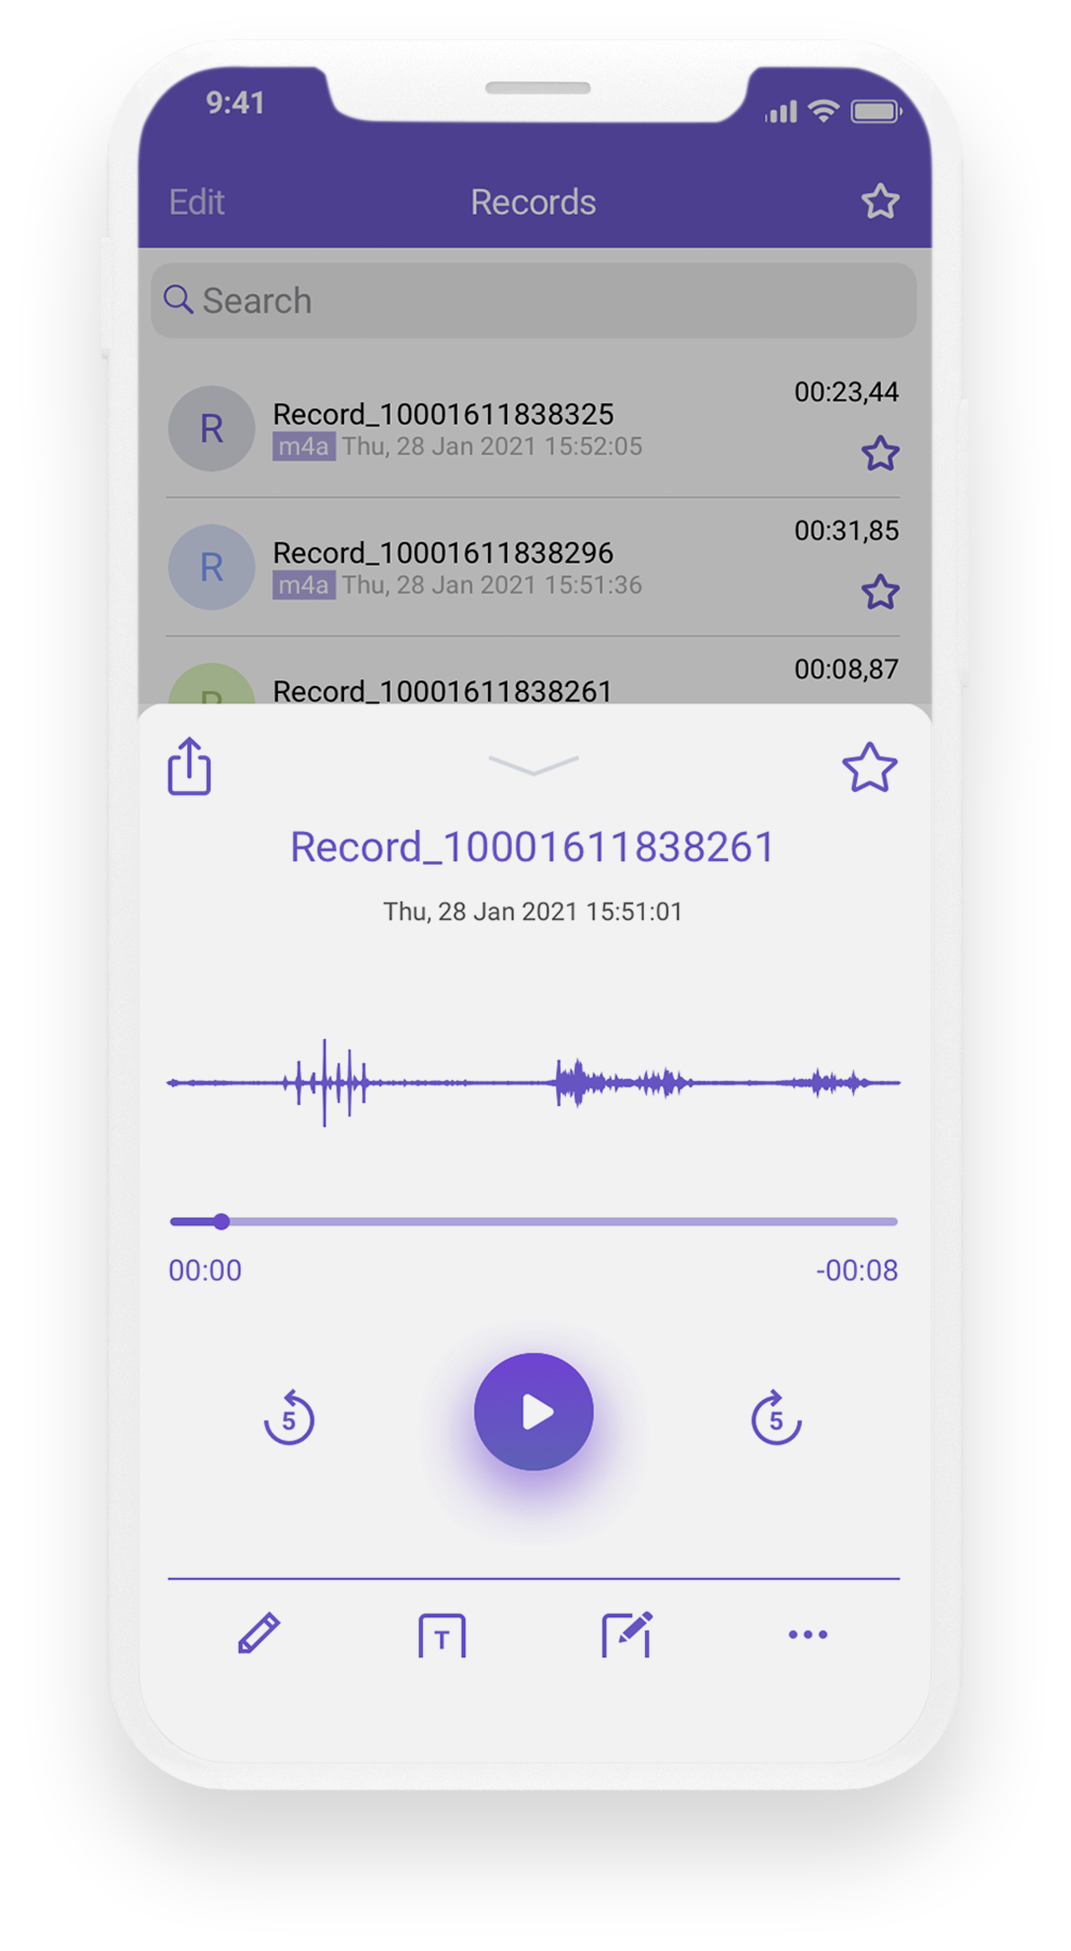 9:41
Edit Records
Search
R Record_10001611838325 00:23,44
m4a Thu, 28 Jan 2021 15:52:05
R Record_10001611838296 00:31,85
m4a Thu, 28 Jan 2021 15:51:36
R Record_10001611838261 00:08,87
Record_10001611838261
Thu, 28 Jan 2021 15:51:01
00:00 -00:08
5 5
T